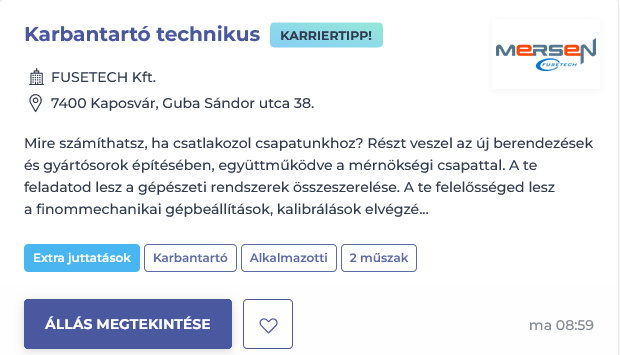 Karbantartó technikus KARRIERTIPP!
MERSEN
FUSETECH
FUSETECH Kft.
7400 Kaposvár, Guba Sándor utca 38.
Mire számíthatsz, ha csatlakozol csapatunkhoz? Részt veszel az új berendezések
és gyártósorok építésében, együttműködve a mérnökségi csapattal. A te
feladatod lesz a gépészeti rendszerek összeszerelése. A te felelősséged lesz
a finommechanikai gépbeállítások, kalibrálások elvégzé...
Extra juttatások Karbantartó Alkalmazotti 2 műszak
ÁLLÁS MEGTEKINTÉSE ma 08:59